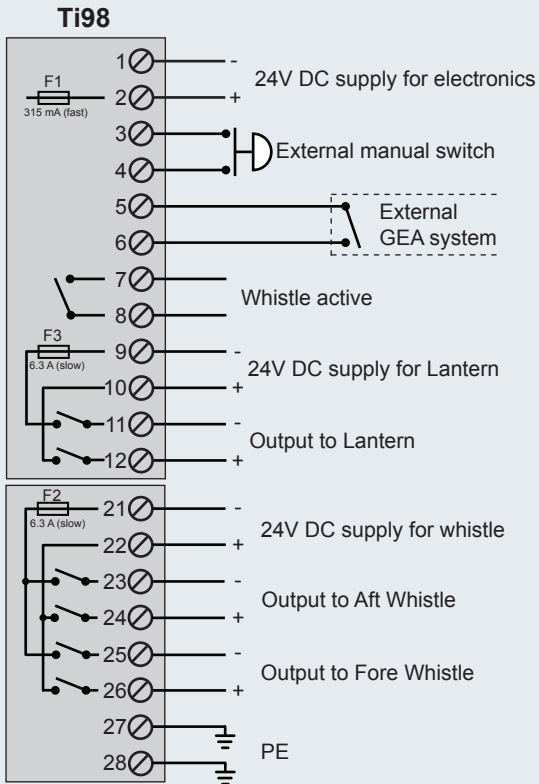 Ti98
1 -
24V DC supply for electronics
F1
2 +
315 mA (fast)
3
External manual switch
4
5
External
GEA system
6
7
Whistle active
8
F3
9 -
6.3 A (slow)
24V DC supply for Lantern
10 +
11 -
Output to Lantern
12 +
F2
21 -
6.3 A (slow)
24V DC supply for whistle
22 +
23 -
Output to Aft Whistle
24 +
25 -
Output to Fore Whistle
26 +
27
PE
28